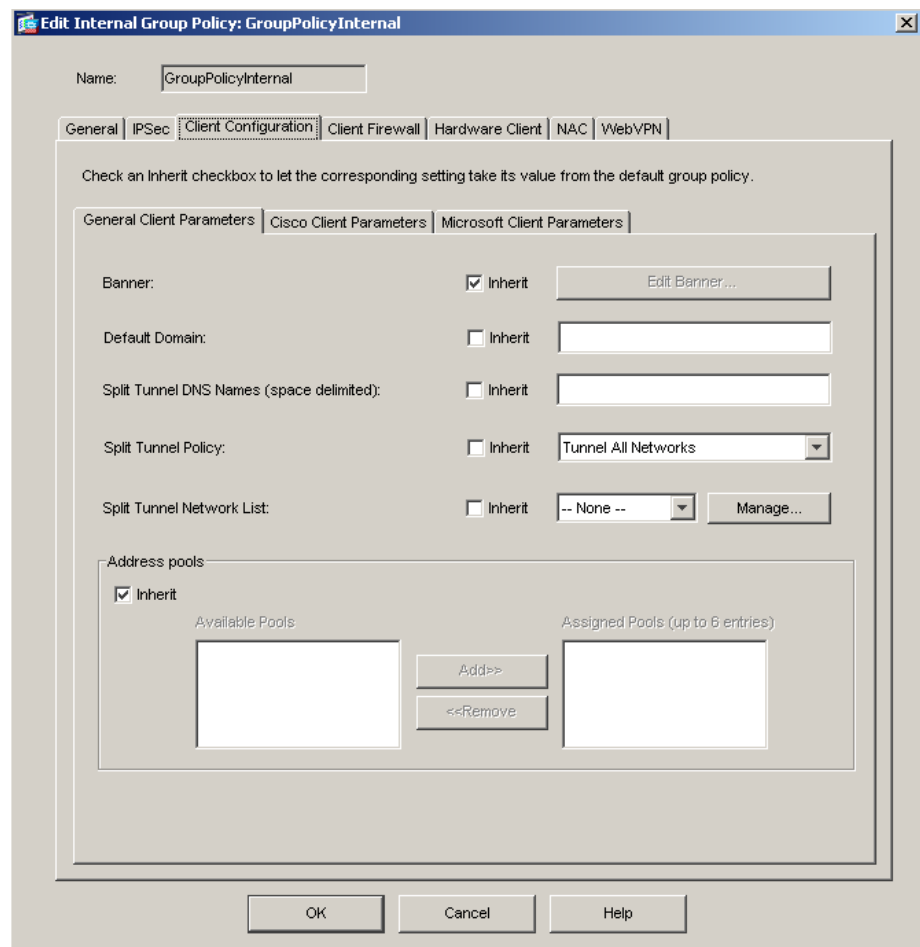 Edit Internal Group Policy: GroupPolicyInternal
Name: GroupPolicyInternal
General IPSec Client Configuration Client Firewall Hardware Client NAC WebVPN
Check an Inherit checkbox to let the corresponding setting take its value from the default group policy.
General Client Parameters Cisco Client Parameters Microsoft Client Parameters
Banner: Inherit Edit Banner...
Default Domain: Inherit
Split Tunnel DNS Names (space delimited): Inherit
Split Tunnel Policy: Inherit Tunnel All Networks
Split Tunnel Network List: Inherit -- None -- Manage...
Address pools
Inherit
Available Pools Assigned Pools (up to 6 entries)
Add>>
<<Remove
OK Cancel Help